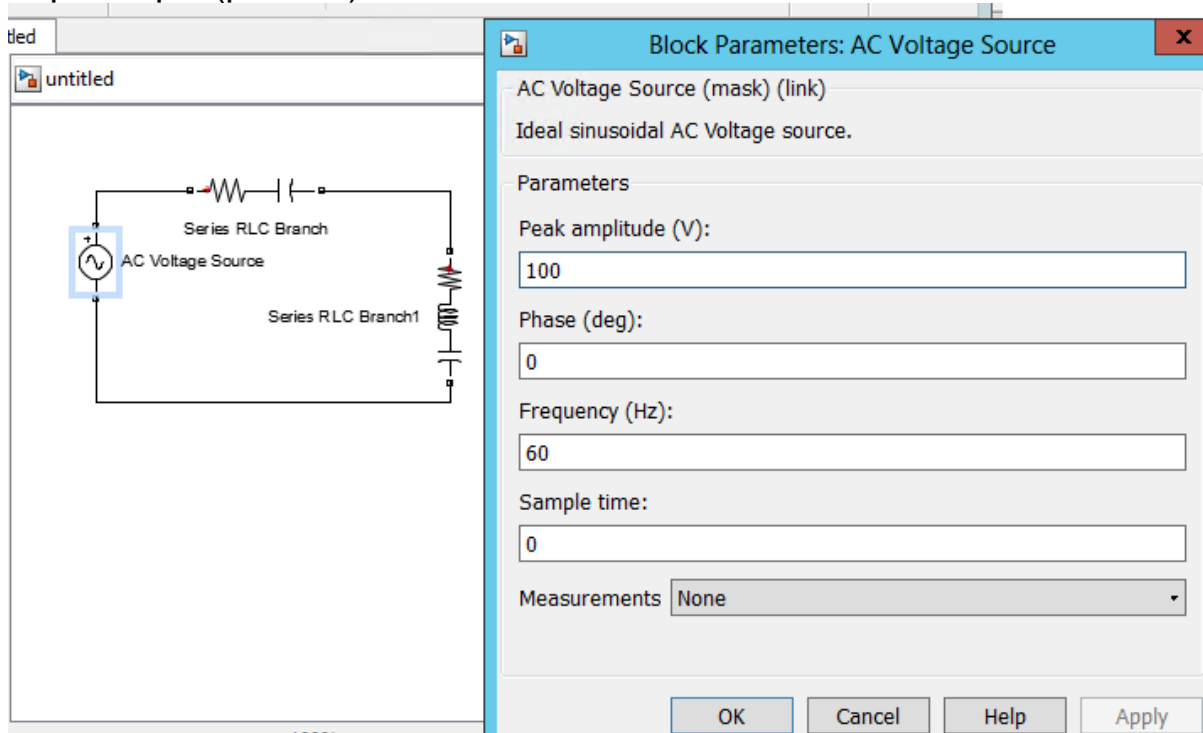 untitled
Series RLC Branch
+
AC Voltage Source
Series RLC Branch1
Block Parameters: AC Voltage Source
x
AC Voltage Source (mask) (link)
Ideal sinusoidal AC Voltage source.
Parameters
Peak amplitude (V):
100
Phase (deg):
0
Frequency (Hz):
60
Sample time:
0
Measurements None
OK Cancel Help Apply